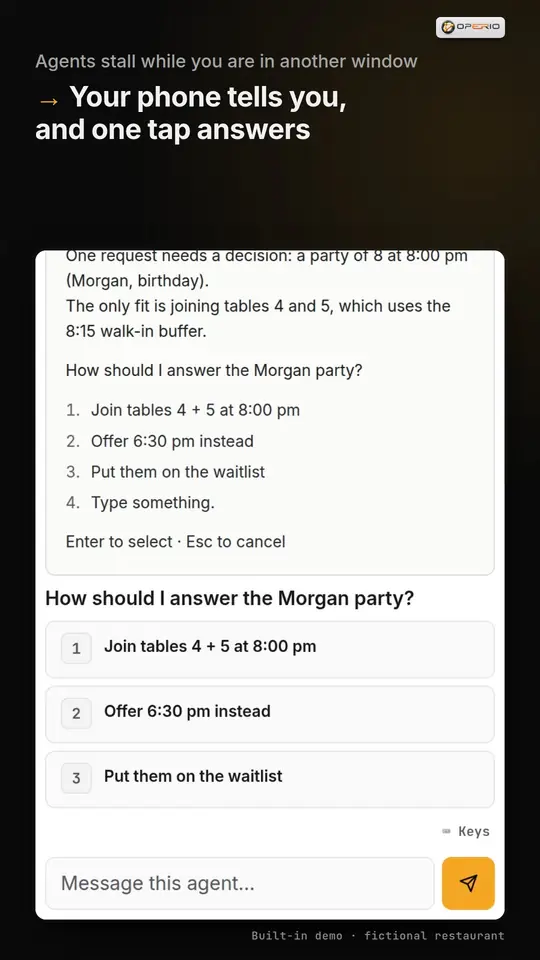 OPERIO
Agents stall while you are in another window
→ Your phone tells you,
and one tap answers
One request needs a decision: a party of 8 at 8:00 pm
(Morgan, birthday).
The only fit is joining tables 4 and 5, which uses the
8:15 walk-in buffer.
How should I answer the Morgan party?
1. Join tables 4 + 5 at 8:00 pm
2. Offer 6:30 pm instead
3. Put them on the waitlist
4. Type something.
Enter to select · Esc to cancel
How should I answer the Morgan party?
1 Join tables 4 + 5 at 8:00 pm
2 Offer 6:30 pm instead
3 Put them on the waitlist
⌨ Keys
Message this agent...
Built-in demo · fictional restaurant